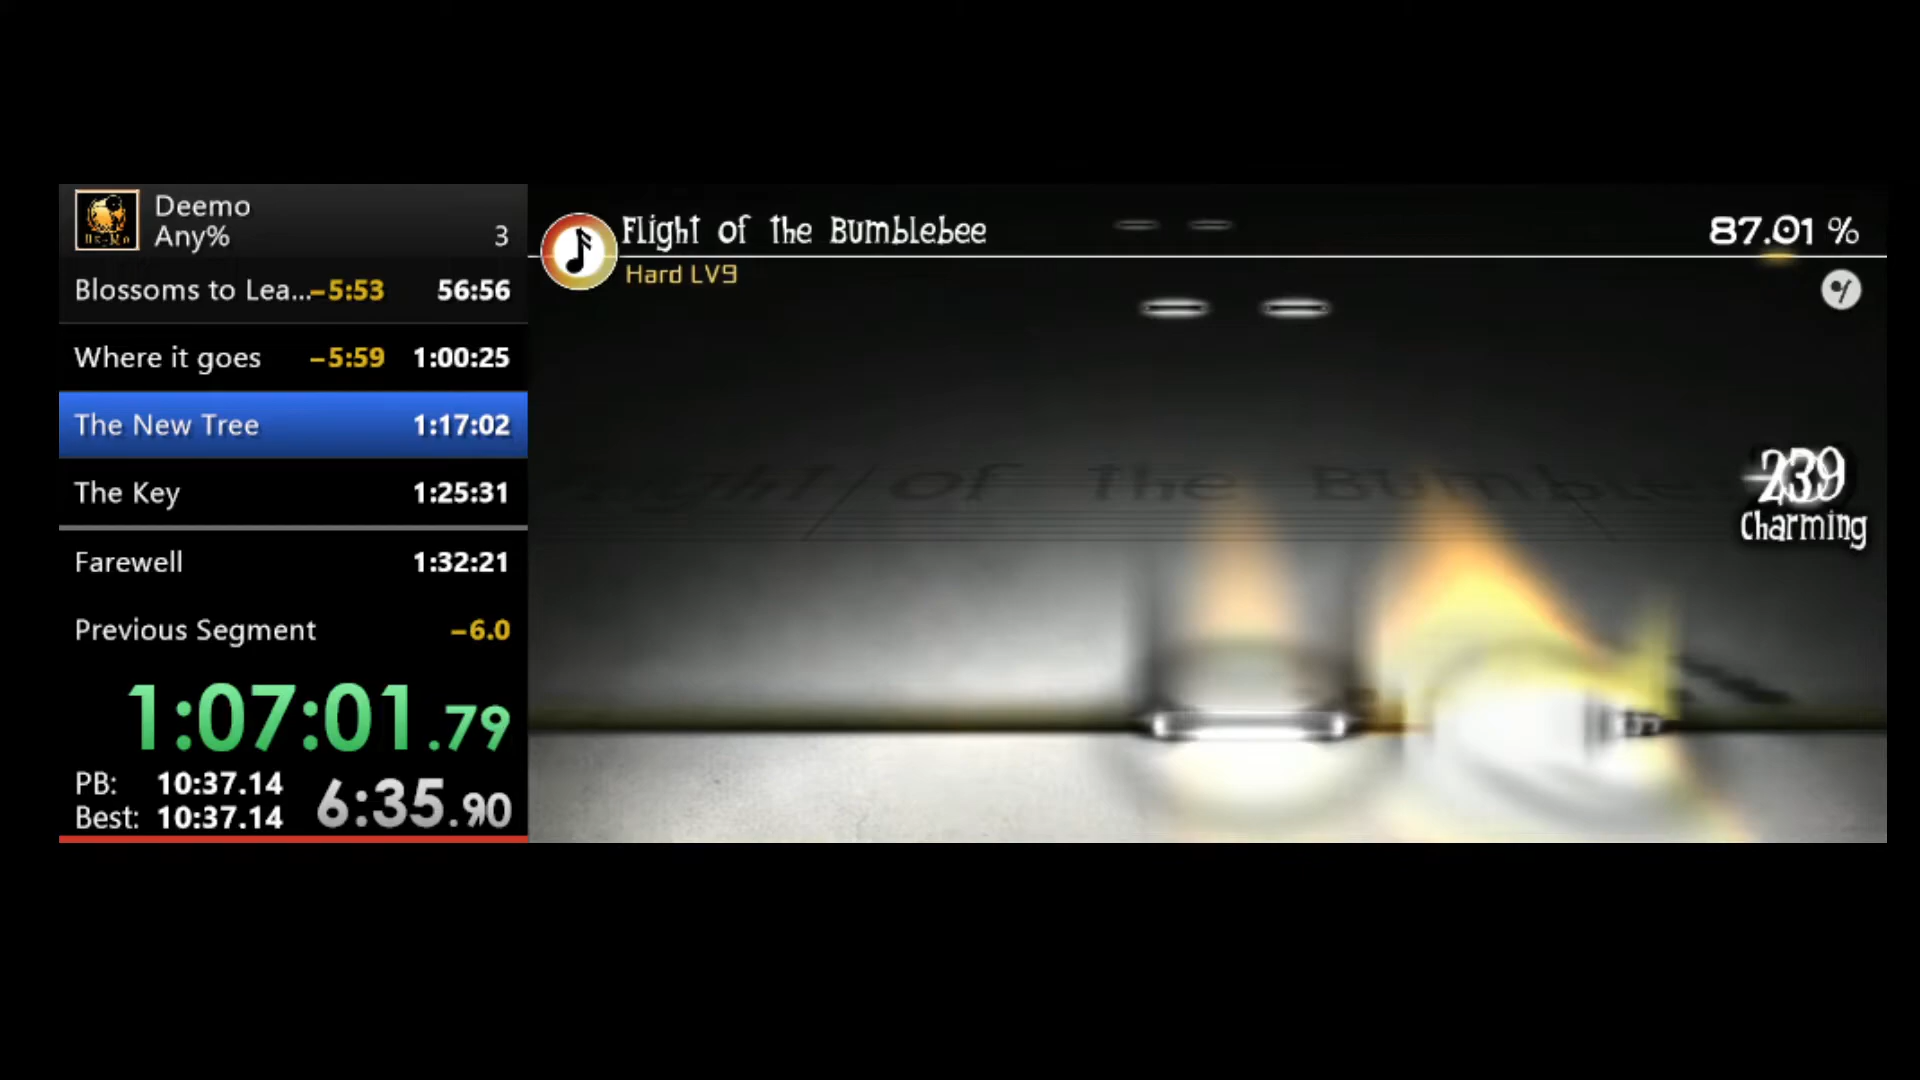 Deemo
Any% 3
Blossoms to Lea... −5:53 56:56
Where it goes −5:59 1:00:25
The New Tree 1:17:02
The Key 1:25:31
Farewell 1:32:21
Previous Segment −6.0
1:07:01.79
PB: 10:37.14
Best: 10:37.14
6:35.90
Flight of the Bumblebee
Hard LV9
87.01 %
239
Charming
of the